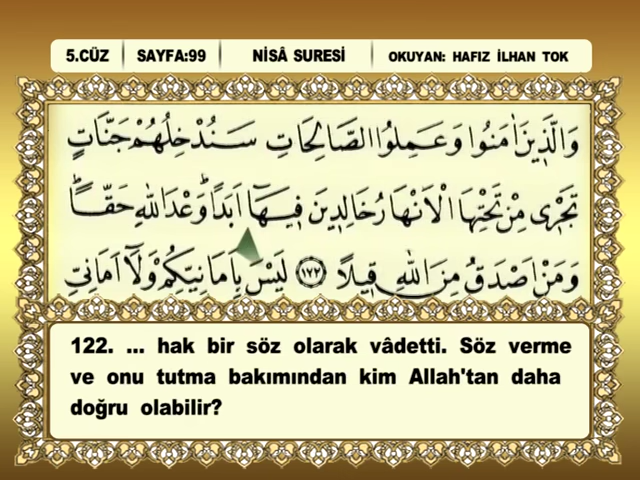 5.CÜZ SAYFA:99 NİSÂ SURESİ OKUYAN: HAFIZ İLHAN TOK
وَالَّذ۪ينَ اٰمَنُوا وَعَمِلُوا الصَّالِحَاتِ سَنُدْخِلُهُمْ جَنَّاتٍ
تَجْر۪ي مِنْ تَحْتِهَا الْاَنْهَارُ خَالِد۪ينَ ف۪يهَٓا اَبَدًاۜ وَعْدَ اللّٰهِ حَقًّاۜ
وَمَنْ اَصْدَقُ مِنَ اللّٰهِ ق۪يلًا ﴿١٢٢﴾ لَيْسَ بِاَمَانِيِّكُمْ وَلَٓا اَمَانِيِّ
122. ... hak bir söz olarak vâdetti. Söz verme
ve onu tutma bakımından kim Allah'tan daha
doğru olabilir?